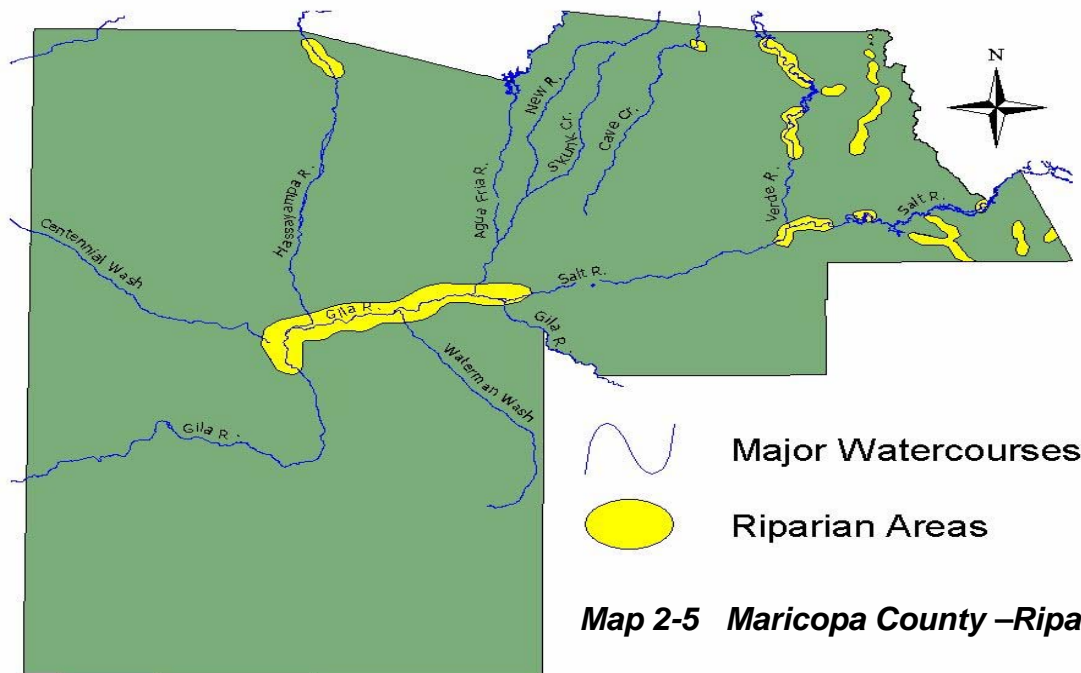 N
New R.
Skunk Cr.
Cave Cr.
Hassayampa R.
Agua Fria R.
Verde R.
Salt R.
Centennial Wash
Salt R.
Gila R.
Gila R.
Waterman Wash
Gila R.
Major Watercourses
Riparian Areas
Map 2-5 Maricopa County –Ripa